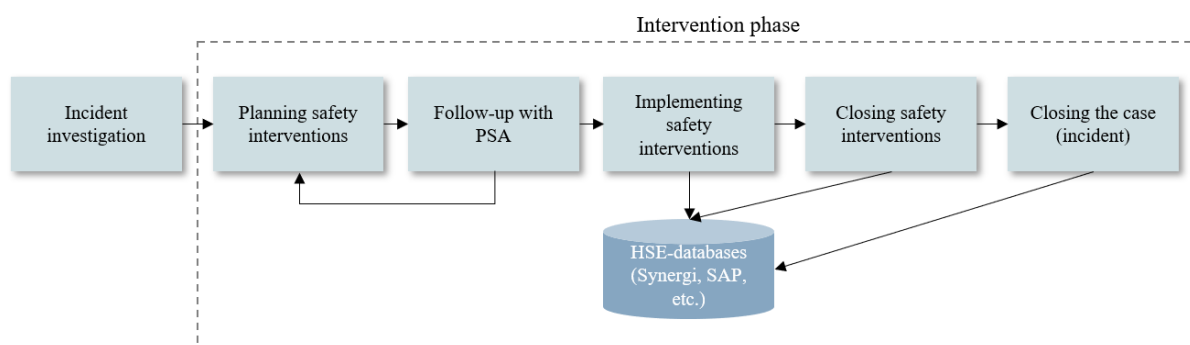 Intervention phase
Incident
investigation
Planning safety
interventions
Follow-up with
PSA
Implementing
safety
interventions
Closing safety
interventions
Closing the case
(incident)
HSE-databases
(Synergi, SAP,
etc.)